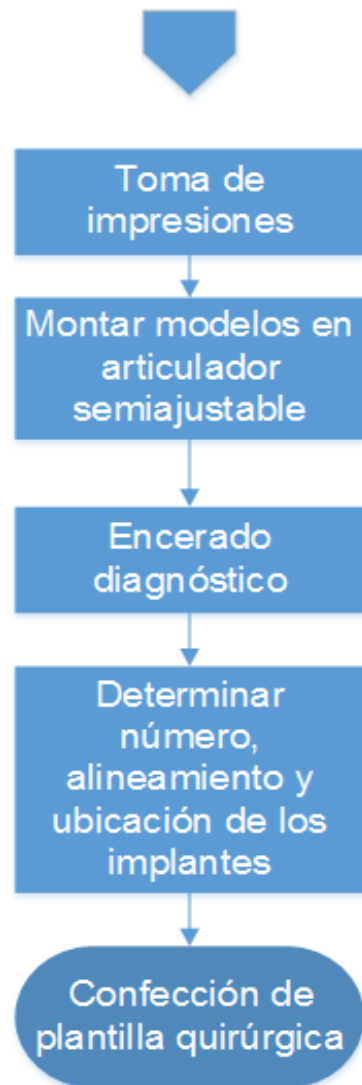 Toma de
impresiones
Montar modelos en
articulador
semiajustable
Encerado
diagnóstico
Determinar
número,
alineamiento y
ubicación de los
implantes
Confección de
plantilla quirúrgica